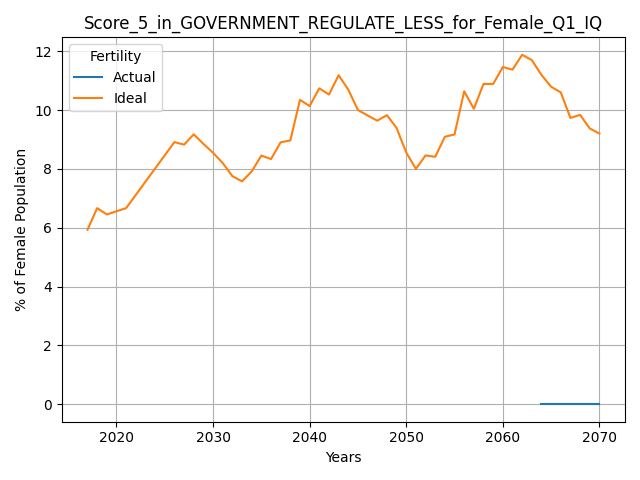 Score_5_in_GOVERNMENT_REGULATE_LESS_for_Female_Q1_IQ
Fertility
Actual
Ideal
% of Female Population
12
10
8
6
4
2
0
2020 2030 2040 2050 2060 2070
Years